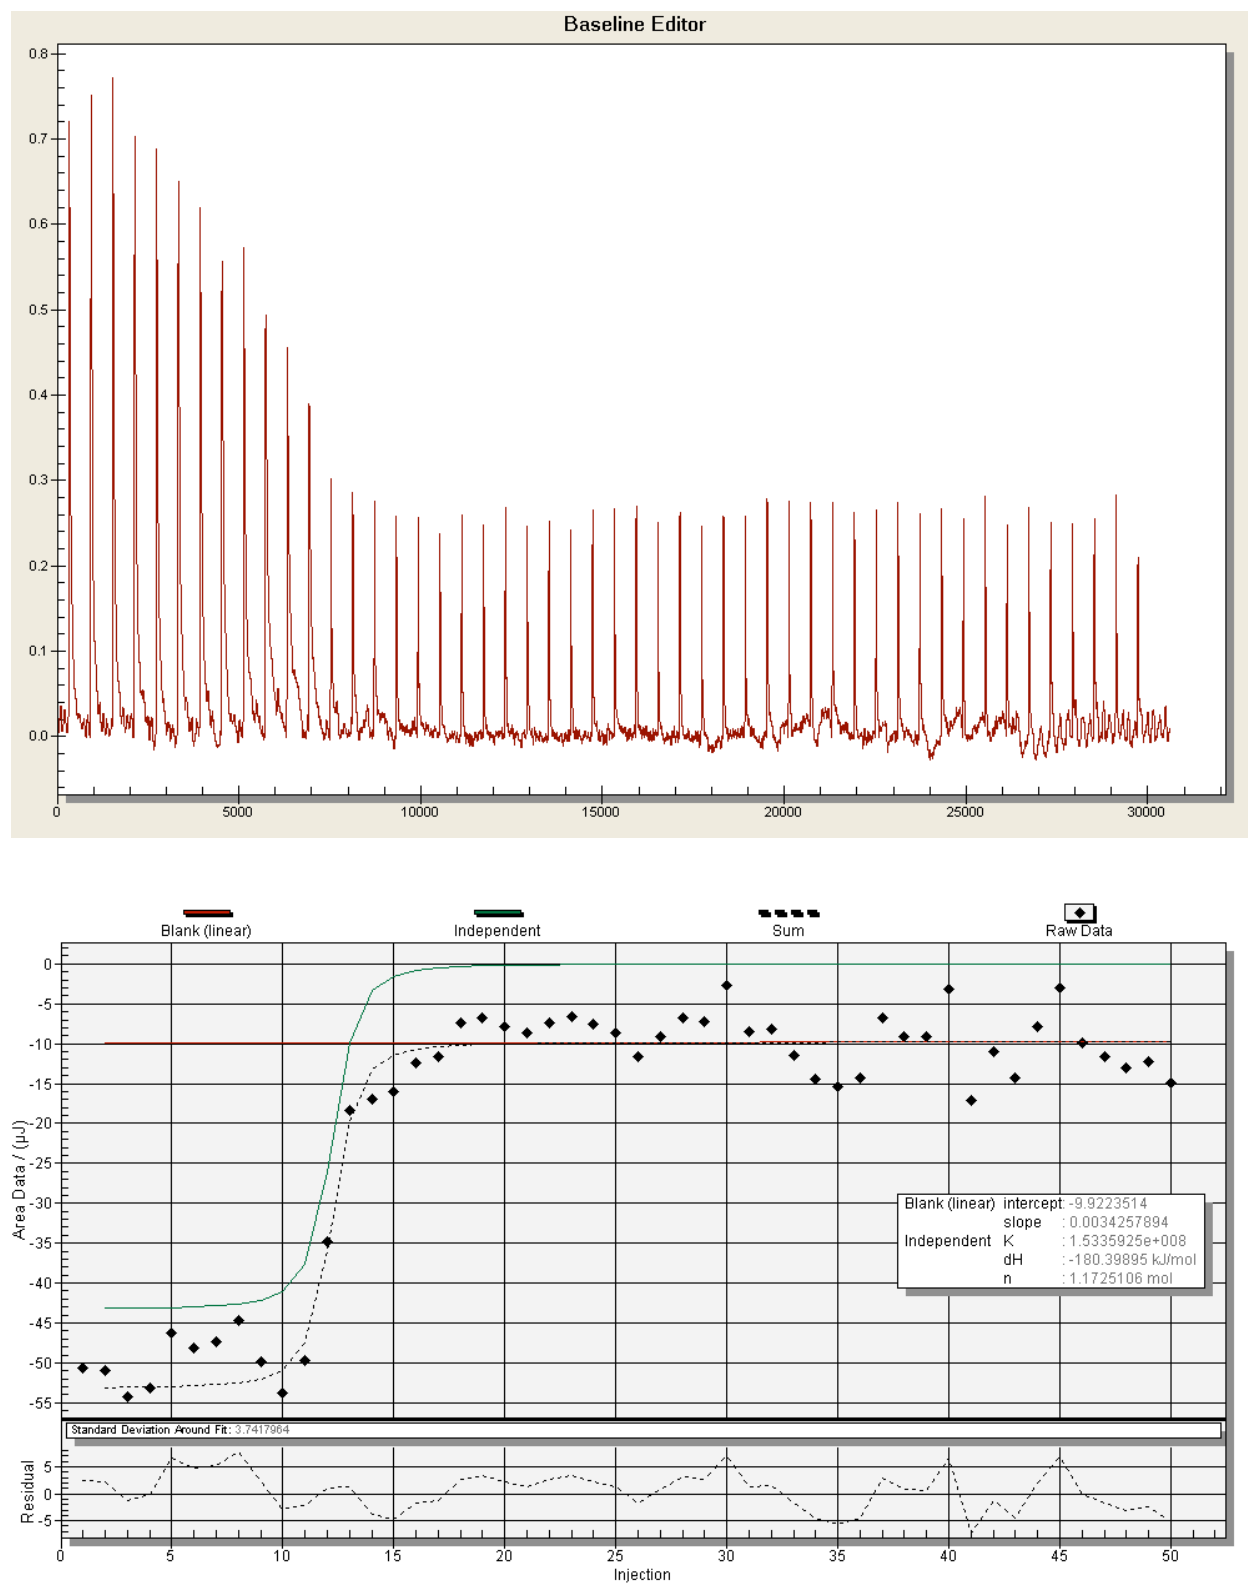 Baseline Editor
0.8
0.7
0.6
0.5
0.4
0.3
0.2
0.1
0.0
0 5000 10000 15000 20000 25000 30000
Blank (linear) Independent Sum Raw Data
Area Data / (µJ)
0
-5
-10
-15
-20
-25
-30
-35
-40
-45
-50
-55
Blank (linear) intercept: -9.9223514
slope : 0.0034257894
Independent K : 1.5335925e+008
dH : -180.39895 kJ/mol
n : 1.1725106 mol
Standard Deviation Around Fit: 3.7417964
Residual
5
0
-5
0 5 10 15 20 25 30 35 40 45 50
Injection